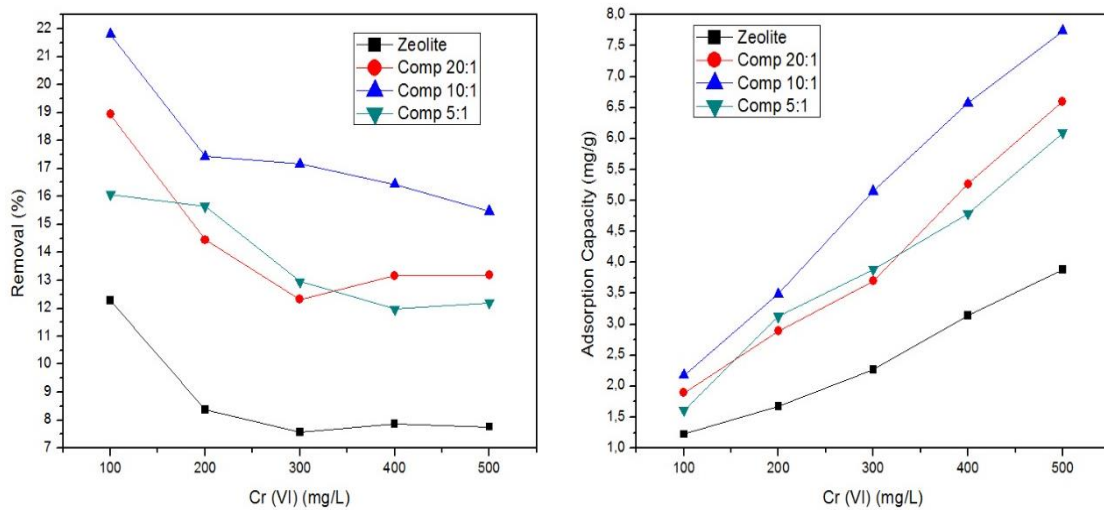 22
21
20
19
18
17
16
15
14
13
12
11
10
9
8
7
Removal (%)
Zeolite
Comp 20:1
Comp 10:1
Comp 5:1
100 200 300 400 500
Cr (VI) (mg/L)
8,0
7,5
7,0
6,5
6,0
5,5
5,0
4,5
4,0
3,5
3,0
2,5
2,0
1,5
1,0
Adsorption Capacity (mg/g)
Zeolite
Comp 20:1
Comp 10:1
Comp 5:1
100 200 300 400 500
Cr (VI) (mg/L)